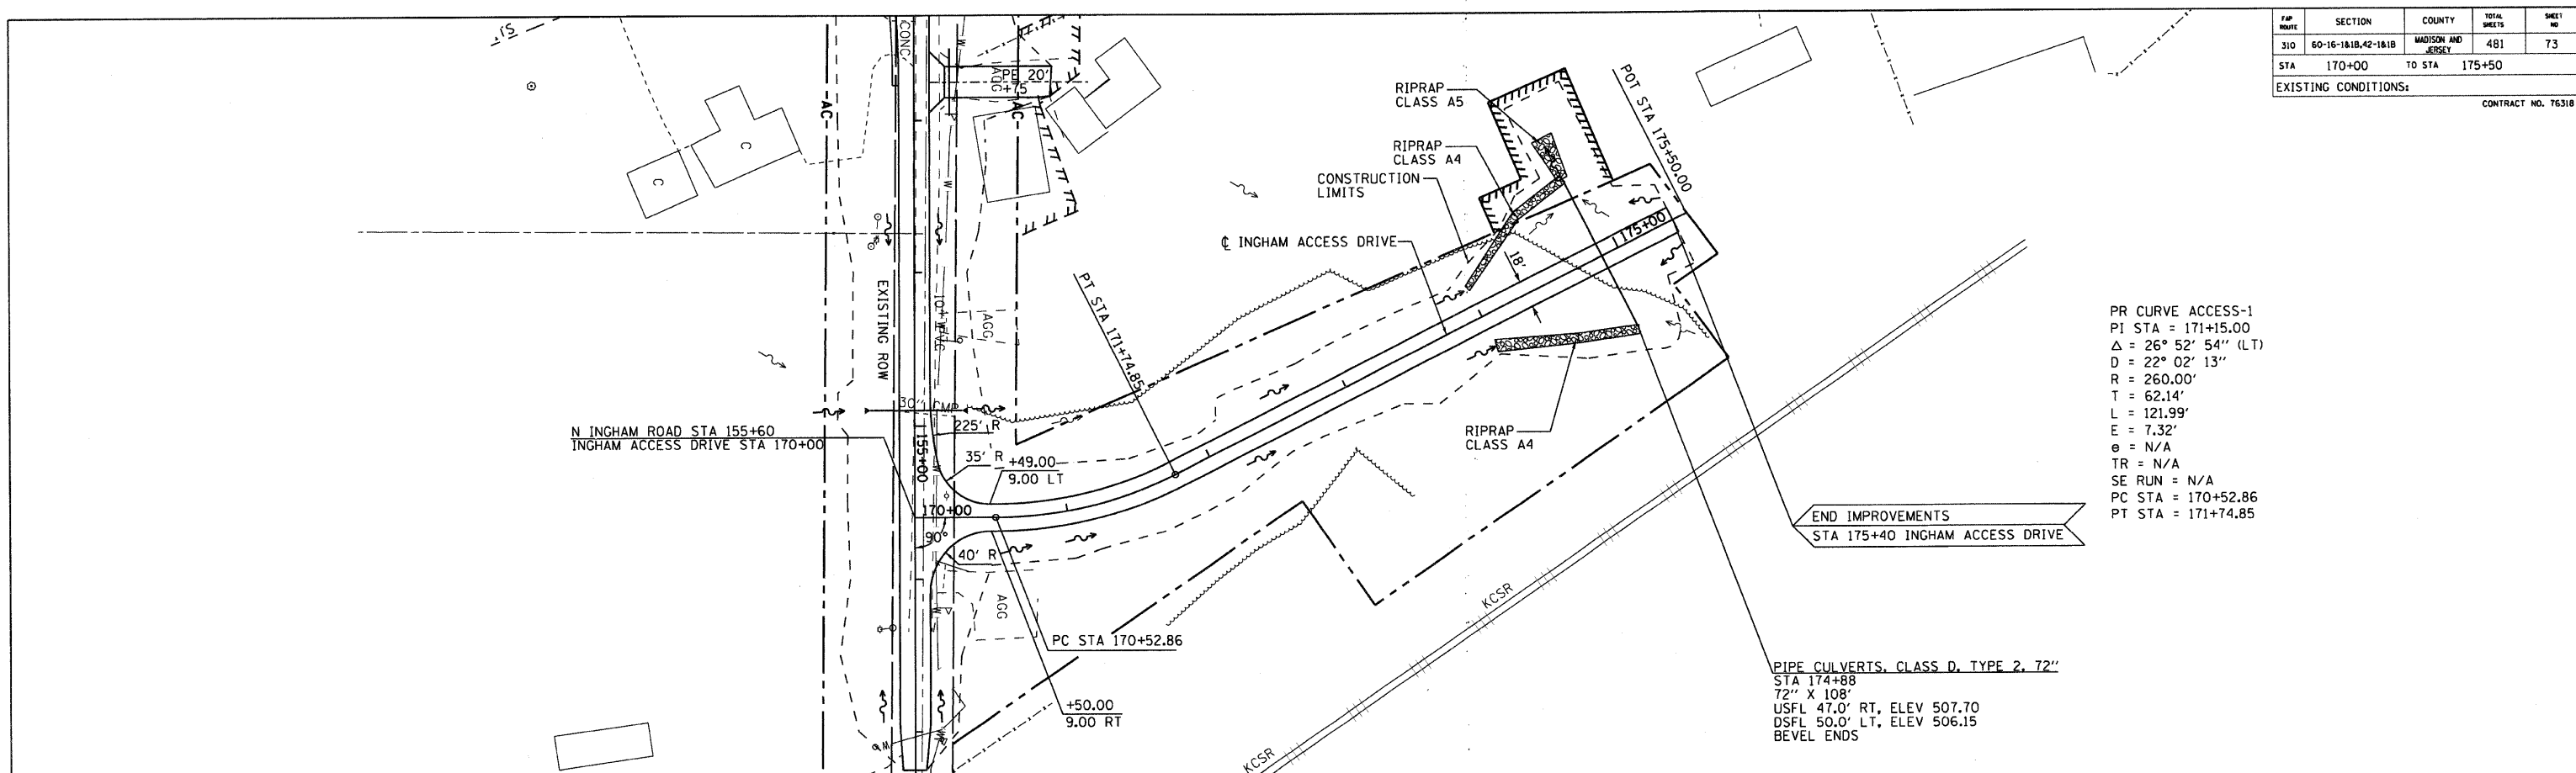 FAP ROUTE SECTION COUNTY TOTAL SHEETS SHEET NO
310 60-16-1&1B,42-1&1B MADISON AND JERSEY 481 73
STA 170+00 TO STA 175+50
EXISTING CONDITIONS:
CONTRACT NO. 76318
ST.
CONC.
AC
W
AGG
PE 20'
+75
AC
C
C
W
RIPRAP
CLASS A5
RIPRAP
CLASS A4
CONSTRUCTION
LIMITS
POT STA 175+50.00
℄ INGHAM ACCESS DRIVE
175+00
18'
EXISTING ROW
AGG
PT STA 171+74.85
30" CMP
225' R
N INGHAM ROAD STA 155+60
INGHAM ACCESS DRIVE STA 170+00
155+00
35' R
+49.00
9.00 LT
RIPRAP
CLASS A4
170+00
90°
40' R
AGG
W
PC STA 170+52.86
+50.00
9.00 RT
W
KCSR
KCSR
PR CURVE ACCESS-1
PI STA = 171+15.00
Δ = 26° 52' 54" (LT)
D = 22° 02' 13"
R = 260.00'
T = 62.14'
L = 121.99'
E = 7.32'
e = N/A
TR = N/A
SE RUN = N/A
PC STA = 170+52.86
PT STA = 171+74.85
END IMPROVEMENTS
STA 175+40 INGHAM ACCESS DRIVE
PIPE CULVERTS, CLASS D, TYPE 2, 72"
STA 174+88
72" X 108'
USFL 47.0' RT, ELEV 507.70
DSFL 50.0' LT, ELEV 506.15
BEVEL ENDS